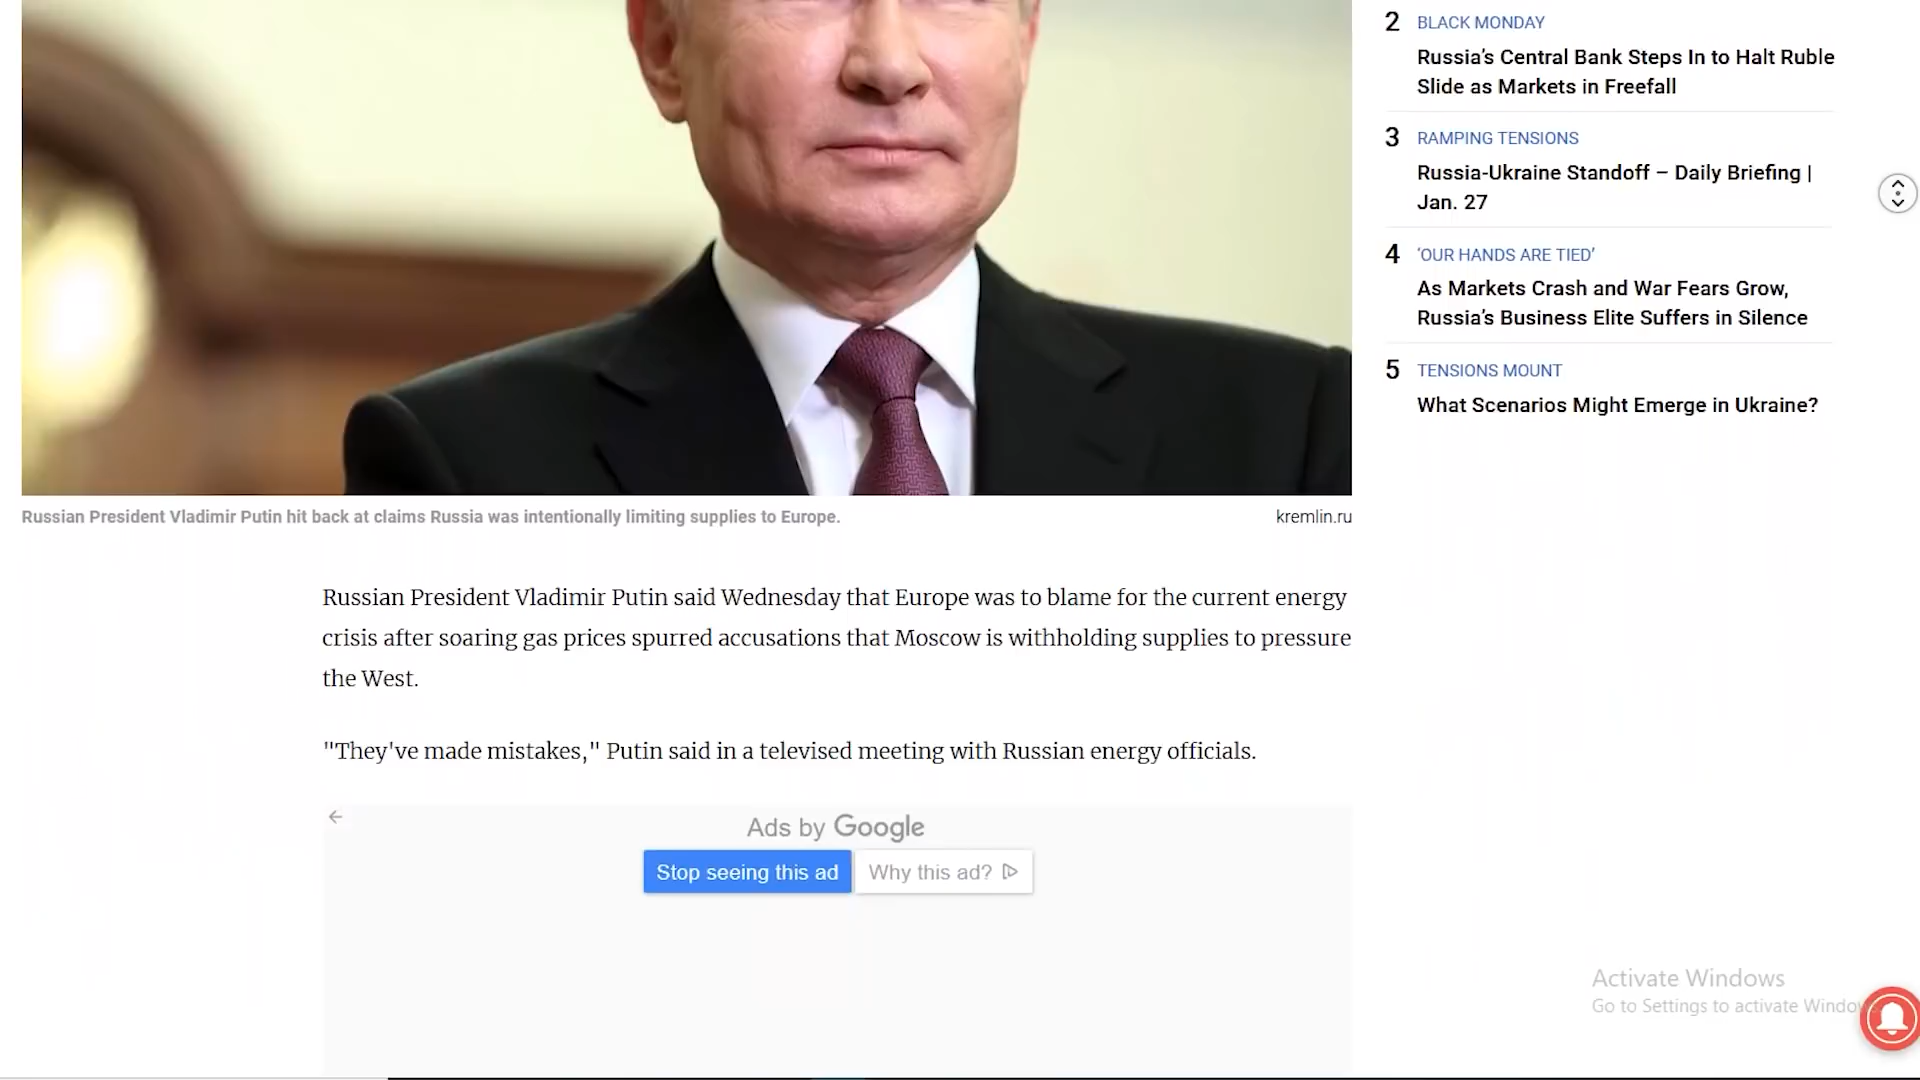 2 BLACK MONDAY
Russia’s Central Bank Steps In to Halt Ruble
Slide as Markets in Freefall
3 RAMPING TENSIONS
Russia-Ukraine Standoff – Daily Briefing |
Jan. 27
4 ‘OUR HANDS ARE TIED’
As Markets Crash and War Fears Grow,
Russia’s Business Elite Suffers in Silence
5 TENSIONS MOUNT
What Scenarios Might Emerge in Ukraine?
Russian President Vladimir Putin hit back at claims Russia was intentionally limiting supplies to Europe.
kremlin.ru
Russian President Vladimir Putin said Wednesday that Europe was to blame for the current energy
crisis after soaring gas prices spurred accusations that Moscow is withholding supplies to pressure
the West.
"They've made mistakes," Putin said in a televised meeting with Russian energy officials.
Ads by Google
Stop seeing this ad
Why this ad?
Activate Windows
Go to Settings to activate Windo